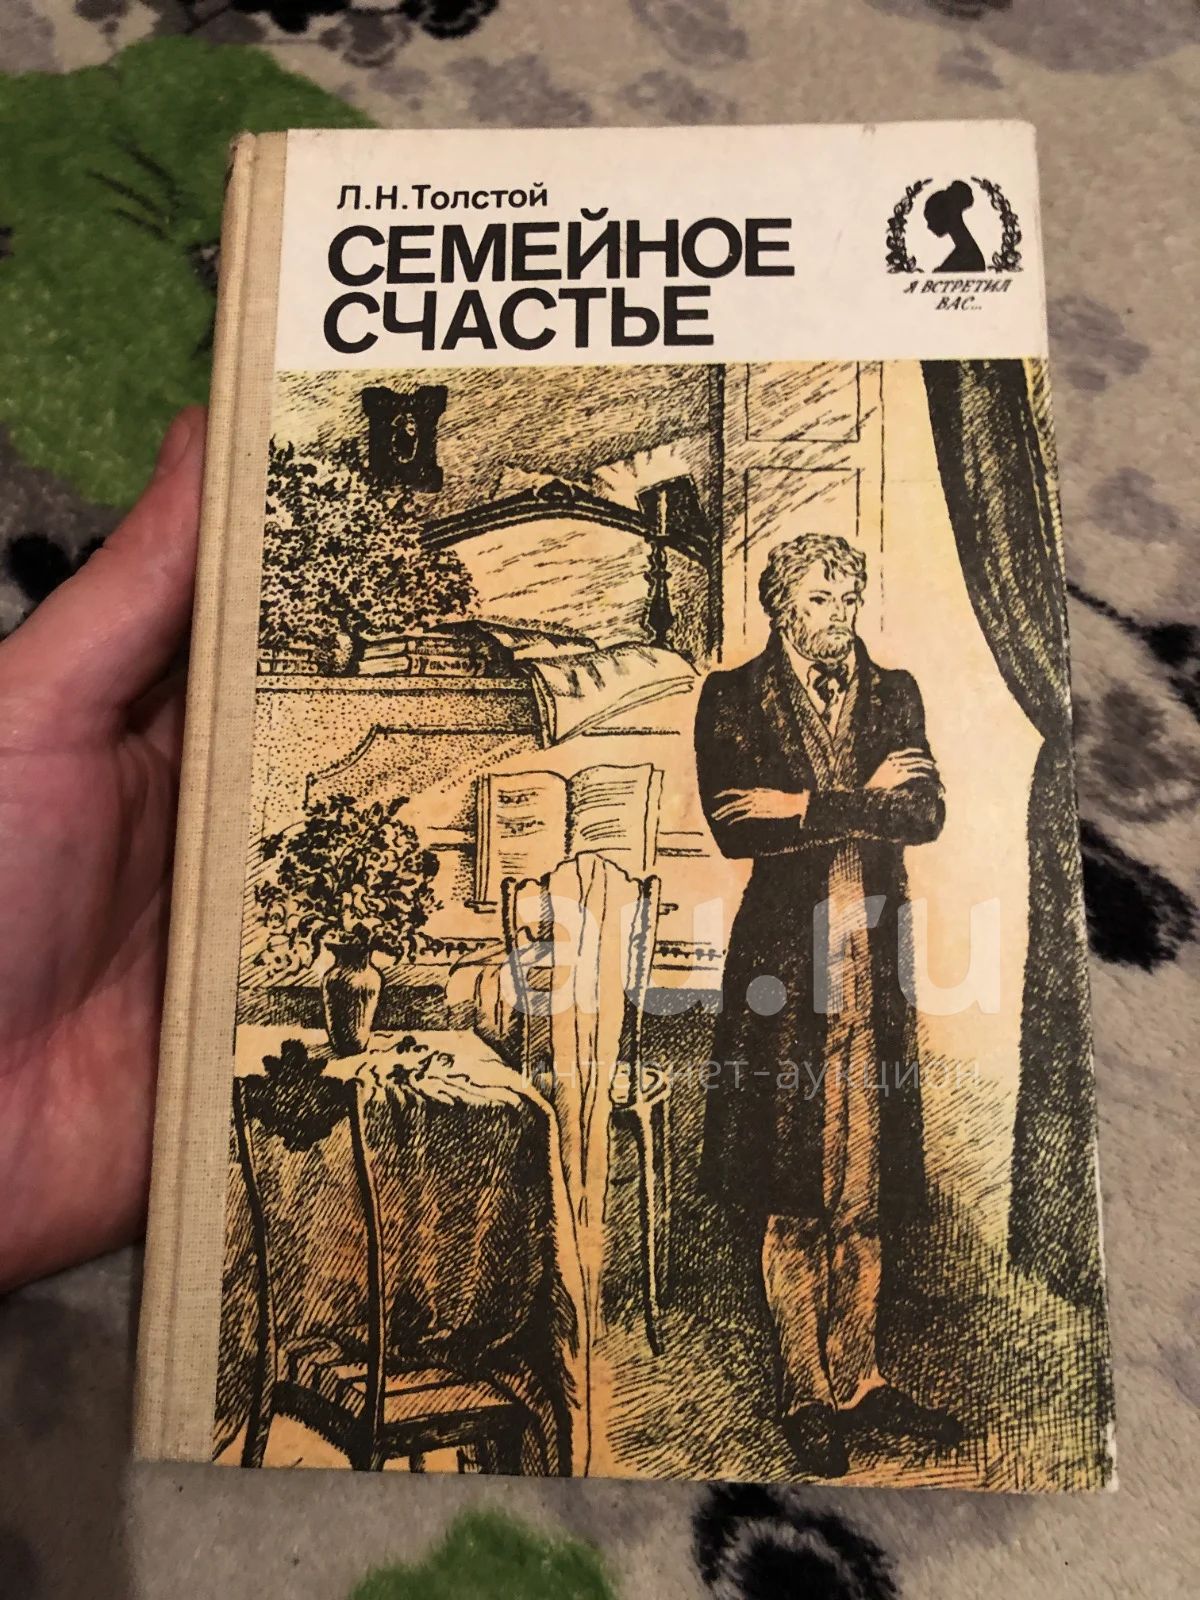 Л.Н.Толстой
СЕМЕЙНОЕ
СЧАСТЬЕ
Я ВСТРЕТИЛ
ВАС...
au.ru
интернет-аукцион